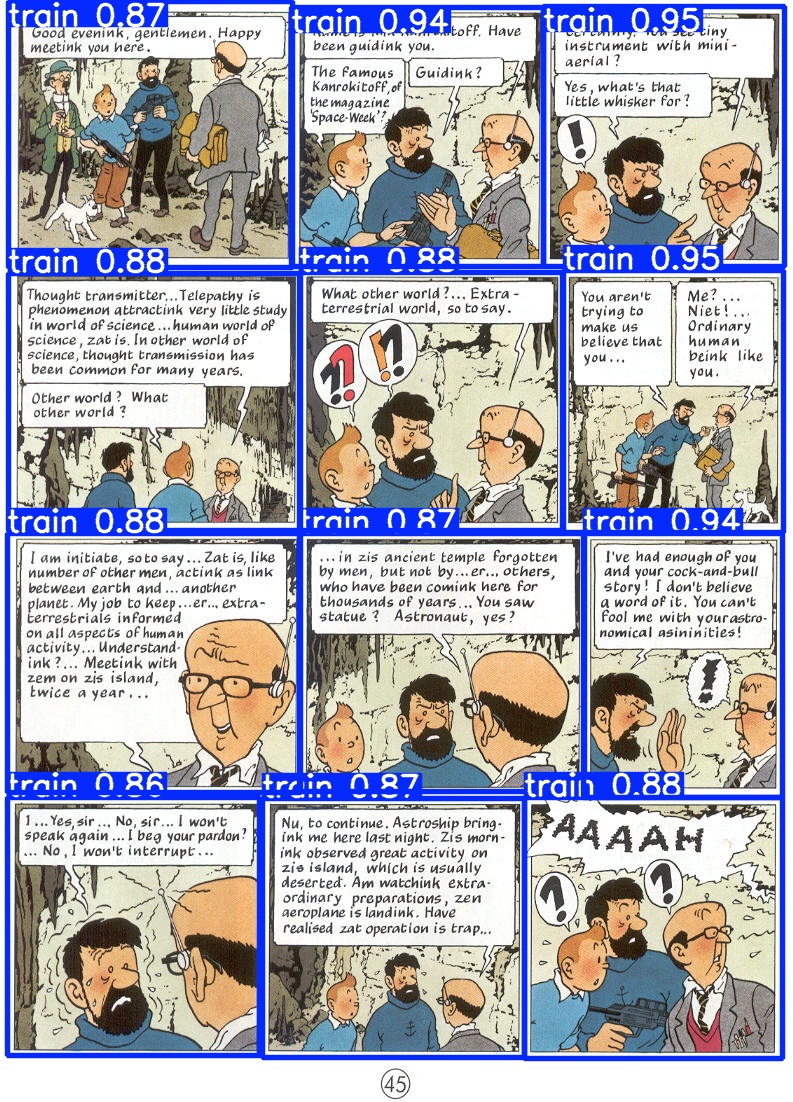 train 0.87
Good evenink, gentlemen. Happy
meetink you here.
train 0.94
Have
been guidink you.
The famous
Kanrokitoff, of
the magazine
'Space-Week'?
Guidink?
train 0.95
tiny
instrument with mini-
aerial?
Yes, what's that
little whisker for?
!
train 0.88
Thought transmitter... Telepathy is
phenomenon attractink very little study
in world of science... human world of
science, zat is. In other world of
science, thought transmission has
been common for many years.
Other world? What
other world?
train 0.88
What other world?... Extra-
terrestrial world, so to say.
?! !?
train 0.95
You aren't
trying to
make us
believe that
you...
Me?...
Niet!...
Ordinary
human
beink like
you.
train 0.88
I am initiate, so to say... Zat is, like
number of other men, actink as link
between earth and... another
planet. My job to keep...er... extra-
terrestrials informed
on all aspects of human
activity... Understand-
ink?... Meetink with
zem on zis island,
twice a year...
train 0.87
... in zis ancient temple forgotten
by men, but not by...er... others,
who have been comink here for
thousands of years... You saw
statue? Astronaut, yes?
train 0.94
I've had enough of you
and your cock-and-bull
story! I don't believe
a word of it. You can't
fool me with your astro-
nomical asininities!
!
train 0.86
I... Yes, sir... No, sir... I won't
speak again... I beg your pardon?
... No, I won't interrupt...
train 0.87
Nu, to continue. Astroship bring-
ink me here last night. Zis morn-
ink observed great activity on
zis island, which is usually
deserted. Am watchink extra-
ordinary preparations, zen
aeroplane is landink. Have
realised zat operation is trap...
train 0.88
AAAAAH
? ?
45